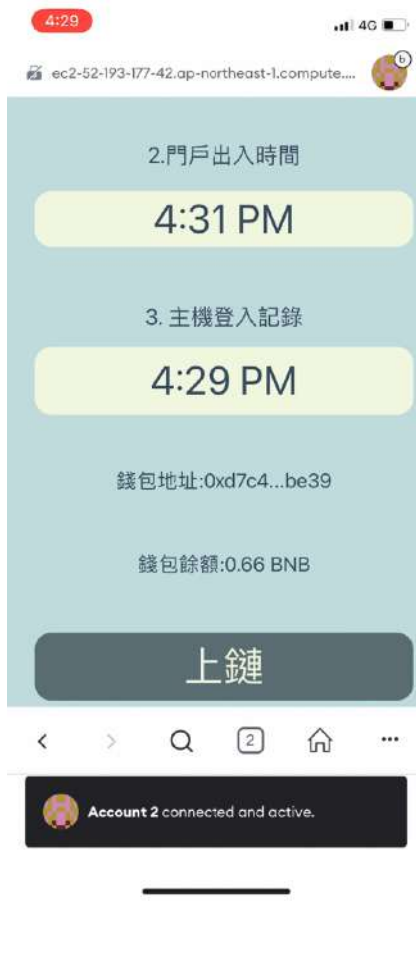 4:29
4G
ec2-52-193-177-42.ap-northeast-1.compute....
6
2.門戶出入時間
4:31 PM
3. 主機登入記錄
4:29 PM
錢包地址:0xd7c4...be39
錢包餘額:0.66 BNB
上鏈
2
Account 2 connected and active.